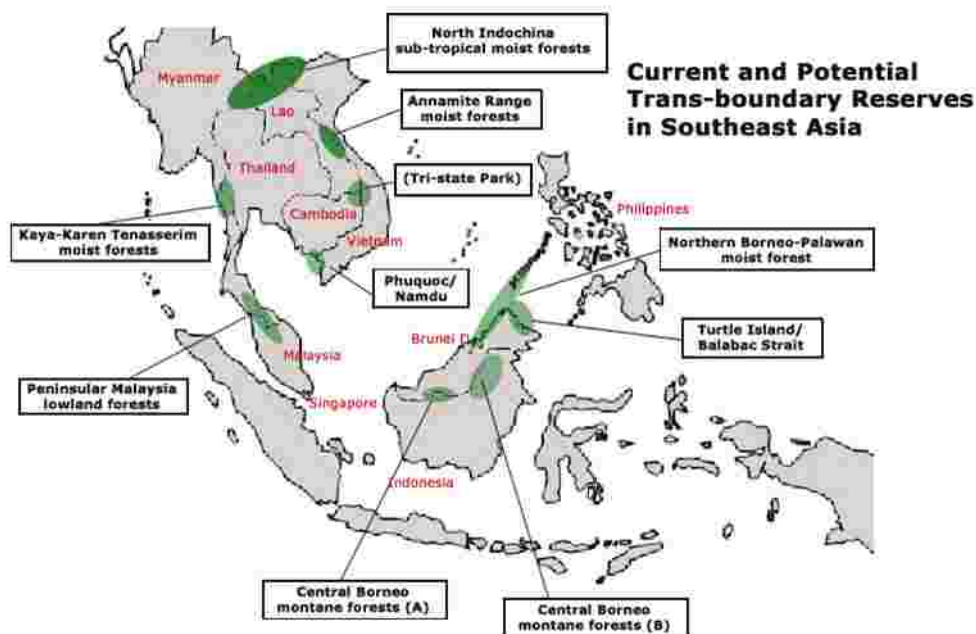 North Indochina
sub-tropical moist forests
Current and Potential
Trans-boundary Reserves
in Southeast Asia
Myanmar
Lao
Annamite Range
moist forests
Thailand
(Tri-state Park)
Cambodia
Philippines
Kaya-Karen Tenasserim
moist forests
Vietnam
Northern Borneo-Palawan
moist forest
Phuquoc/
Namdu
Brunei D
Turtle Island/
Balabac Strait
Malaysia
Peninsular Malaysia
lowland forests
Singapore
Indonesia
Central Borneo
montane forests (A)
Central Borneo
montane forests (B)